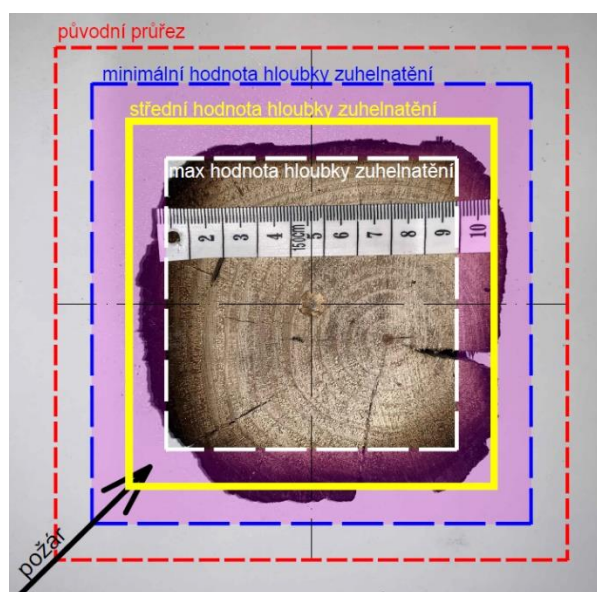 původní průřez
minimální hodnota hloubky zuhelnatění
střední hodnota hloubky zuhelnatění
max hodnota hloubky zuhelnatění
2 3 4 150cm 5 6 7 8 9 10
požár